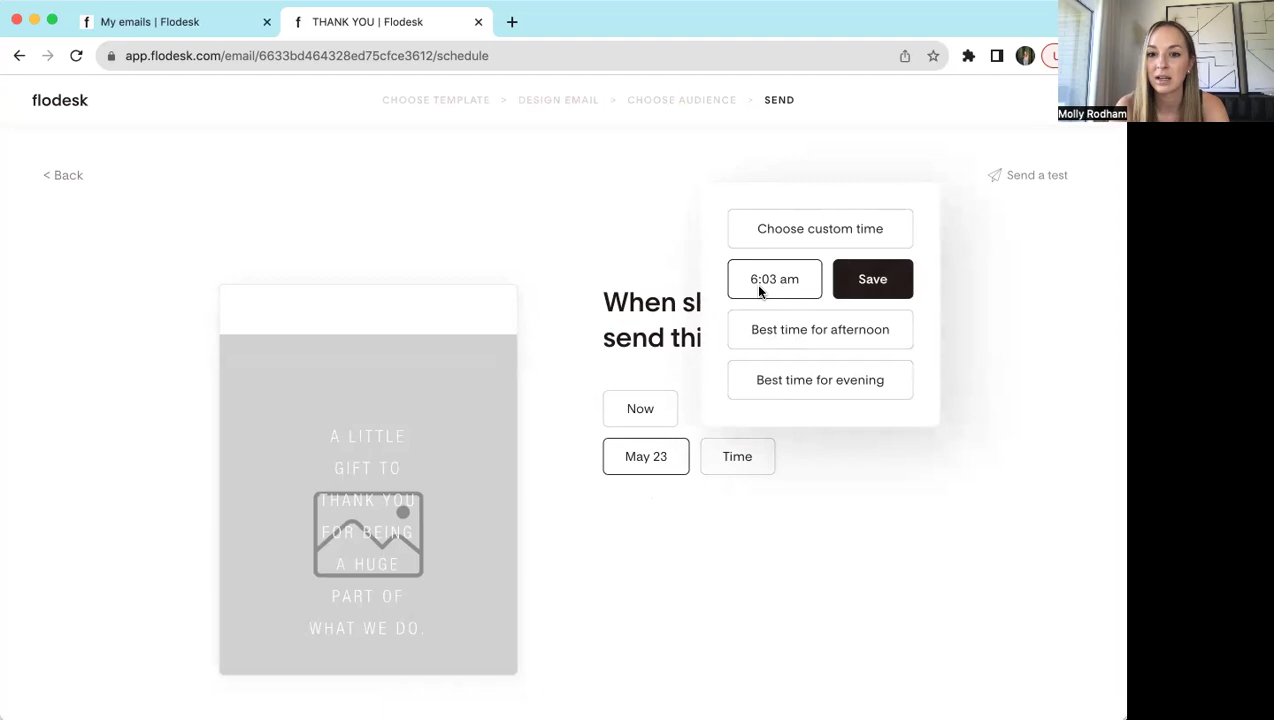 My emails | Flodesk
THANK YOU | Flodesk
app.flodesk.com/email/6633bd464328ed75cfce3612/schedule
flodesk
CHOOSE TEMPLATE > DESIGN EMAIL > CHOOSE AUDIENCE > SEND
Molly Rodham
< Back
Send a test
Choose custom time
6:03 am
Save
Best time for afternoon
Best time for evening
When
send
Now
May 23
Time
A LITTLE
GIFT TO
THANK YOU
FOR BEING
A HUGE
PART OF
WHAT WE DO.